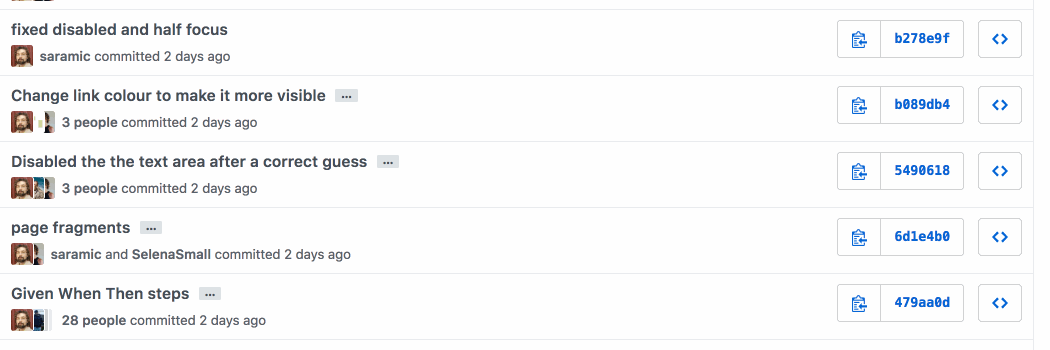 fixed disabled and half focus
saramic committed 2 days ago
b278e9f
<>
Change link colour to make it more visible ...
3 people committed 2 days ago
b089db4
<>
Disabled the the text area after a correct guess ...
3 people committed 2 days ago
5490618
<>
page fragments ...
saramic and SelenaSmall committed 2 days ago
6d1e4b0
<>
Given When Then steps ...
28 people committed 2 days ago
479aa0d
<>